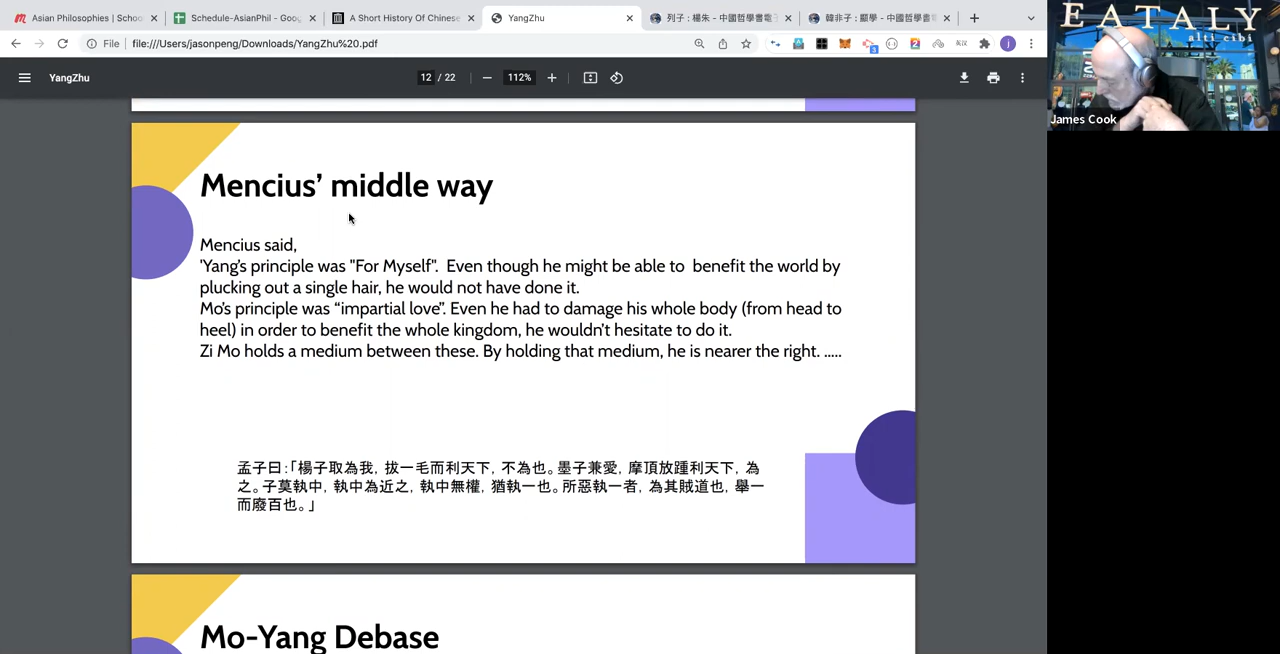 Asian Philosophies | Schoo
Schedule-AsianPhil - Goog
A Short History Of Chinese
YangZhu
列子 : 楊朱 - 中國哲學書電子
韓非子 : 顯學 - 中國哲學書電
File
file:///Users/jasonpeng/Downloads/YangZhu%20.pdf
YangZhu
12 / 22
112%
EATALY
alti cibi
James Cook
Mencius’ middle way
Mencius said,
'Yang’s principle was "For Myself". Even though he might be able to benefit the world by
plucking out a single hair, he would not have done it.
Mo’s principle was “impartial love”. Even he had to damage his whole body (from head to
heel) in order to benefit the whole kingdom, he wouldn’t hesitate to do it.
Zi Mo holds a medium between these. By holding that medium, he is nearer the right. .....
孟子曰：「楊子取為我，拔一毛而利天下，不為也。墨子兼愛，摩頂放踵利天下，為
之。子莫執中，執中為近之，執中無權，猶執一也。所惡執一者，為其賊道也，舉一
而廢百也。」
Mo-Yang Debase